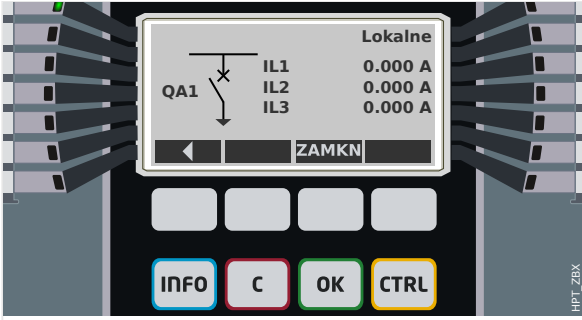 Lokalne
IL1 0.000 A
QA1 IL2 0.000 A
IL3 0.000 A
ZAMKN
INFO C OK CTRL
HPT_ZBX